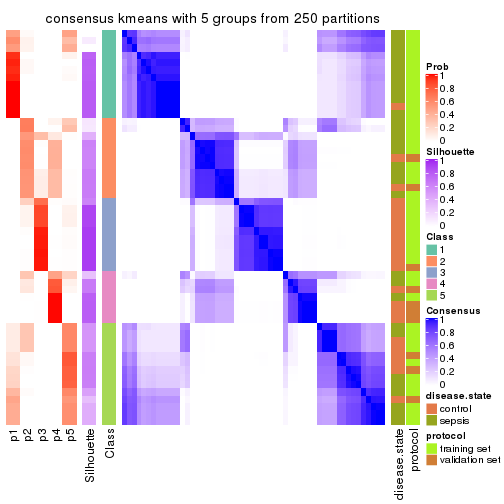 consensus kmeans with 5 groups from 250 partitions
Prob
1
0.8
0.6
0.4
0.2
0
Silhouette
1
0.8
0.6
0.4
0.2
0
Class
1
2
3
4
5
Consensus
1
0.8
0.6
0.4
0.2
0
disease.state
control
sepsis
protocol
training set
validation set
p1
p2
p3
p4
p5
Silhouette
Class
disease.state
protocol